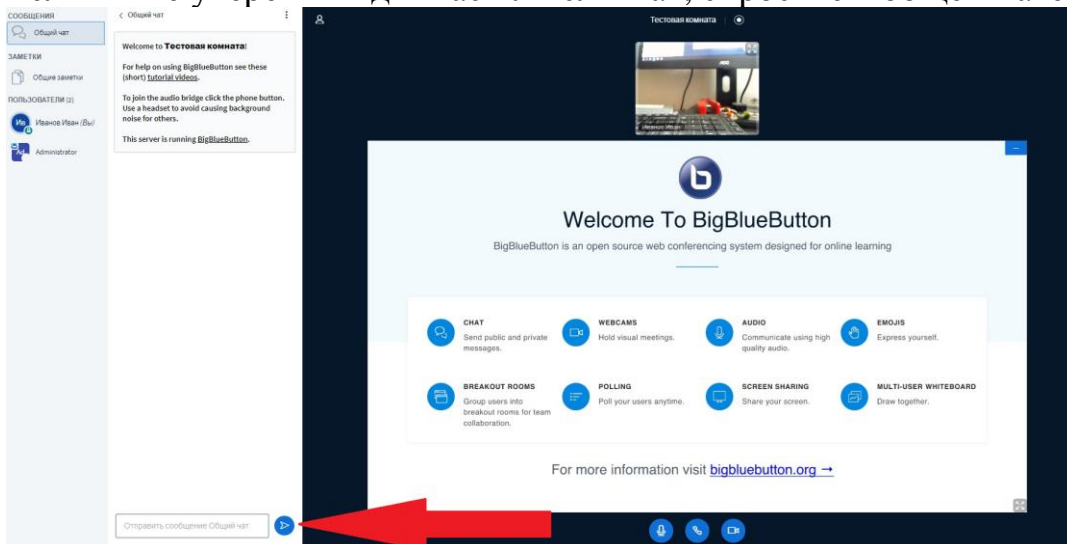 СООБЩЕНИЯ
Общий чат
ЗАМЕТКИ
Общие заметки
ПОЛЬЗОВАТЕЛИ (2)
Ив
Иванов Иван (Вы)
Ad
Administrator
< Общий чат
Welcome to Тестовая комната!
For help on using BigBlueButton see these
(short) tutorial videos.
To join the audio bridge click the phone button.
Use a headset to avoid causing background
noise for others.
This server is running BigBlueButton.
Отправить сообщение Общий чат
Тестовая комната
Иванов Иван
Welcome To BigBlueButton
BigBlueButton is an open source web conferencing system designed for online learning
CHAT
Send public and private
messages.
WEBCAMS
Hold visual meetings.
AUDIO
Communicate using high
quality audio.
EMOJIS
Express yourself.
BREAKOUT ROOMS
Group users into
breakout rooms for team
collaboration.
POLLING
Poll your users anytime.
SCREEN SHARING
Share your screen.
MULTI-USER WHITEBOARD
Draw together.
For more information visit bigbluebutton.org →